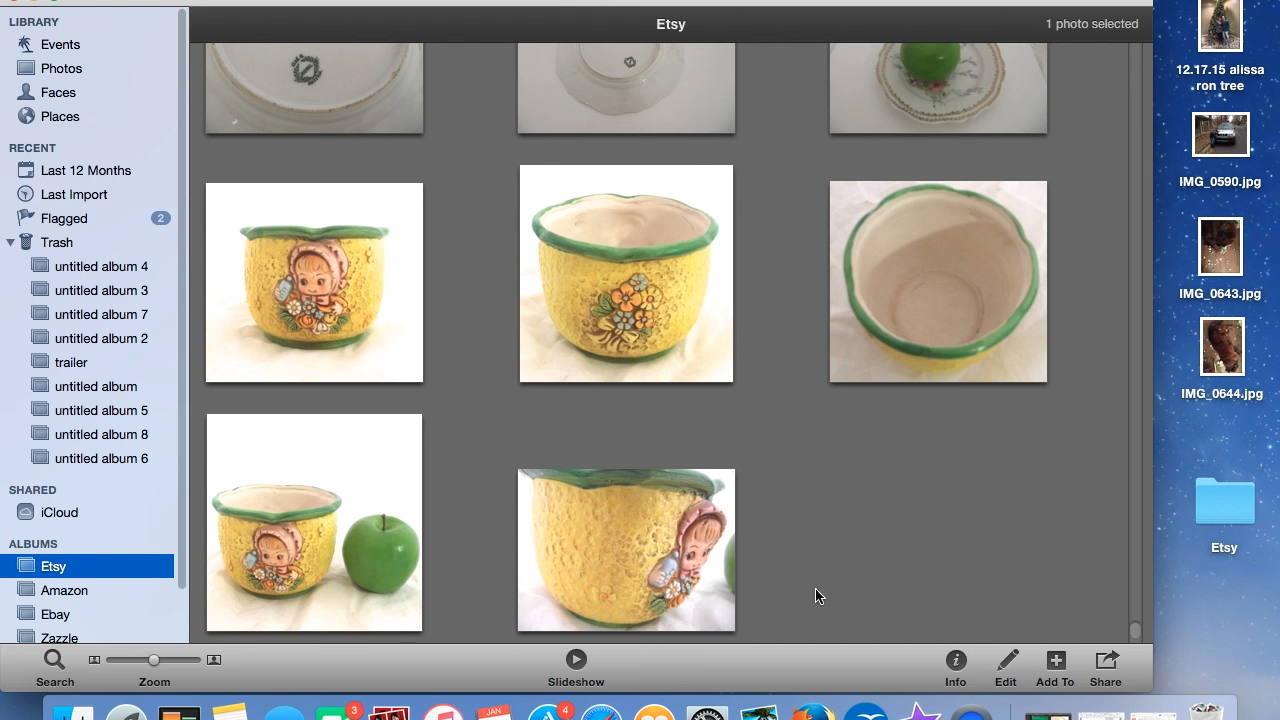 Etsy
1 photo selected
LIBRARY
Events
Photos
Faces
Places
RECENT
Last 12 Months
Last Import
Flagged 2
Trash
untitled album 4
untitled album 3
untitled album 7
untitled album 2
trailer
untitled album
untitled album 5
untitled album 8
untitled album 6
SHARED
iCloud
ALBUMS
Etsy
Amazon
Ebay
Zazzle
Search
Zoom
Slideshow
Info
Edit
Add To
Share
12.17.15 alissa
ron tree
IMG_0590.jpg
IMG_0643.jpg
IMG_0644.jpg
Etsy
3
JAN
4